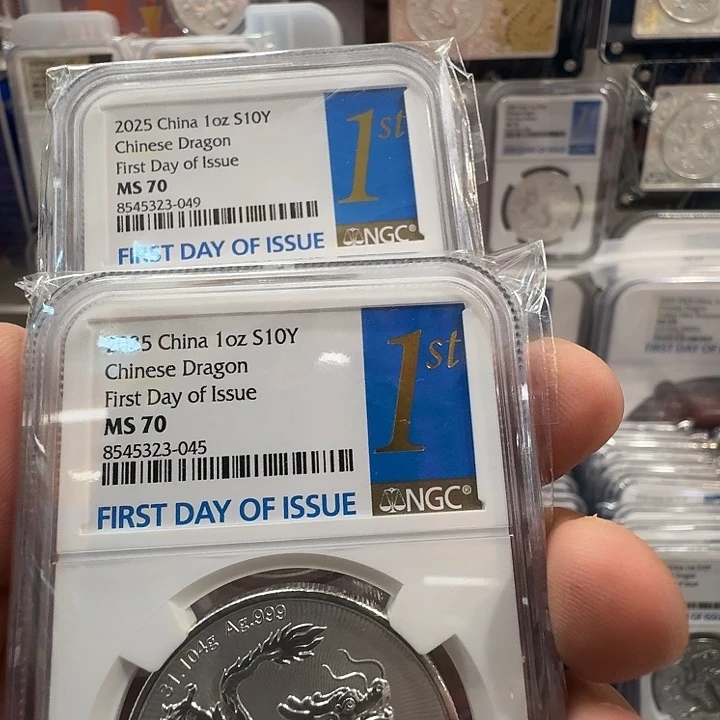 2025 China 1oz S10Y
Chinese Dragon
First Day of Issue
MS 70
8545323-049
FIRST DAY OF ISSUE
1st
NGC®
2025 China 1oz S10Y
Chinese Dragon
First Day of Issue
MS 70
8545323-045
FIRST DAY OF ISSUE
1st
NGC®
31.104g Ag.999